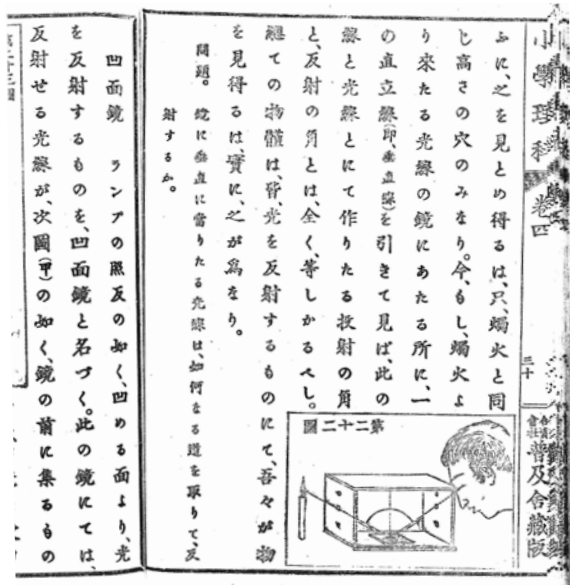 小學理科 卷四 三十
會社 普及舍藏版
ふに、之を見とめ得るは、只、燭火と同
じ高さの穴のみなり。今、もし、燭火よ
り來たる光線の鏡にあたる所に、一
の直立線(即、垂直線)を引きて見ば、此の
線と光線とにて作りたる投射の角
と、反射の角とは、全く、等しかるべし。
第二十二圖
總ての物體は、皆光を反射するものにて、吾々が物
を見得るは、實に、之が爲なり。
問題。鏡に垂直に當りたる光線は、如何なる道を取りて、反
射するか。
凹面鏡 ランプの照反の如く、凹める面より、光
を反射するものを、凹面鏡と名づく。此の鏡にては、
反射せる光線が、次圖(甲)の如く、鏡の前に集るもの